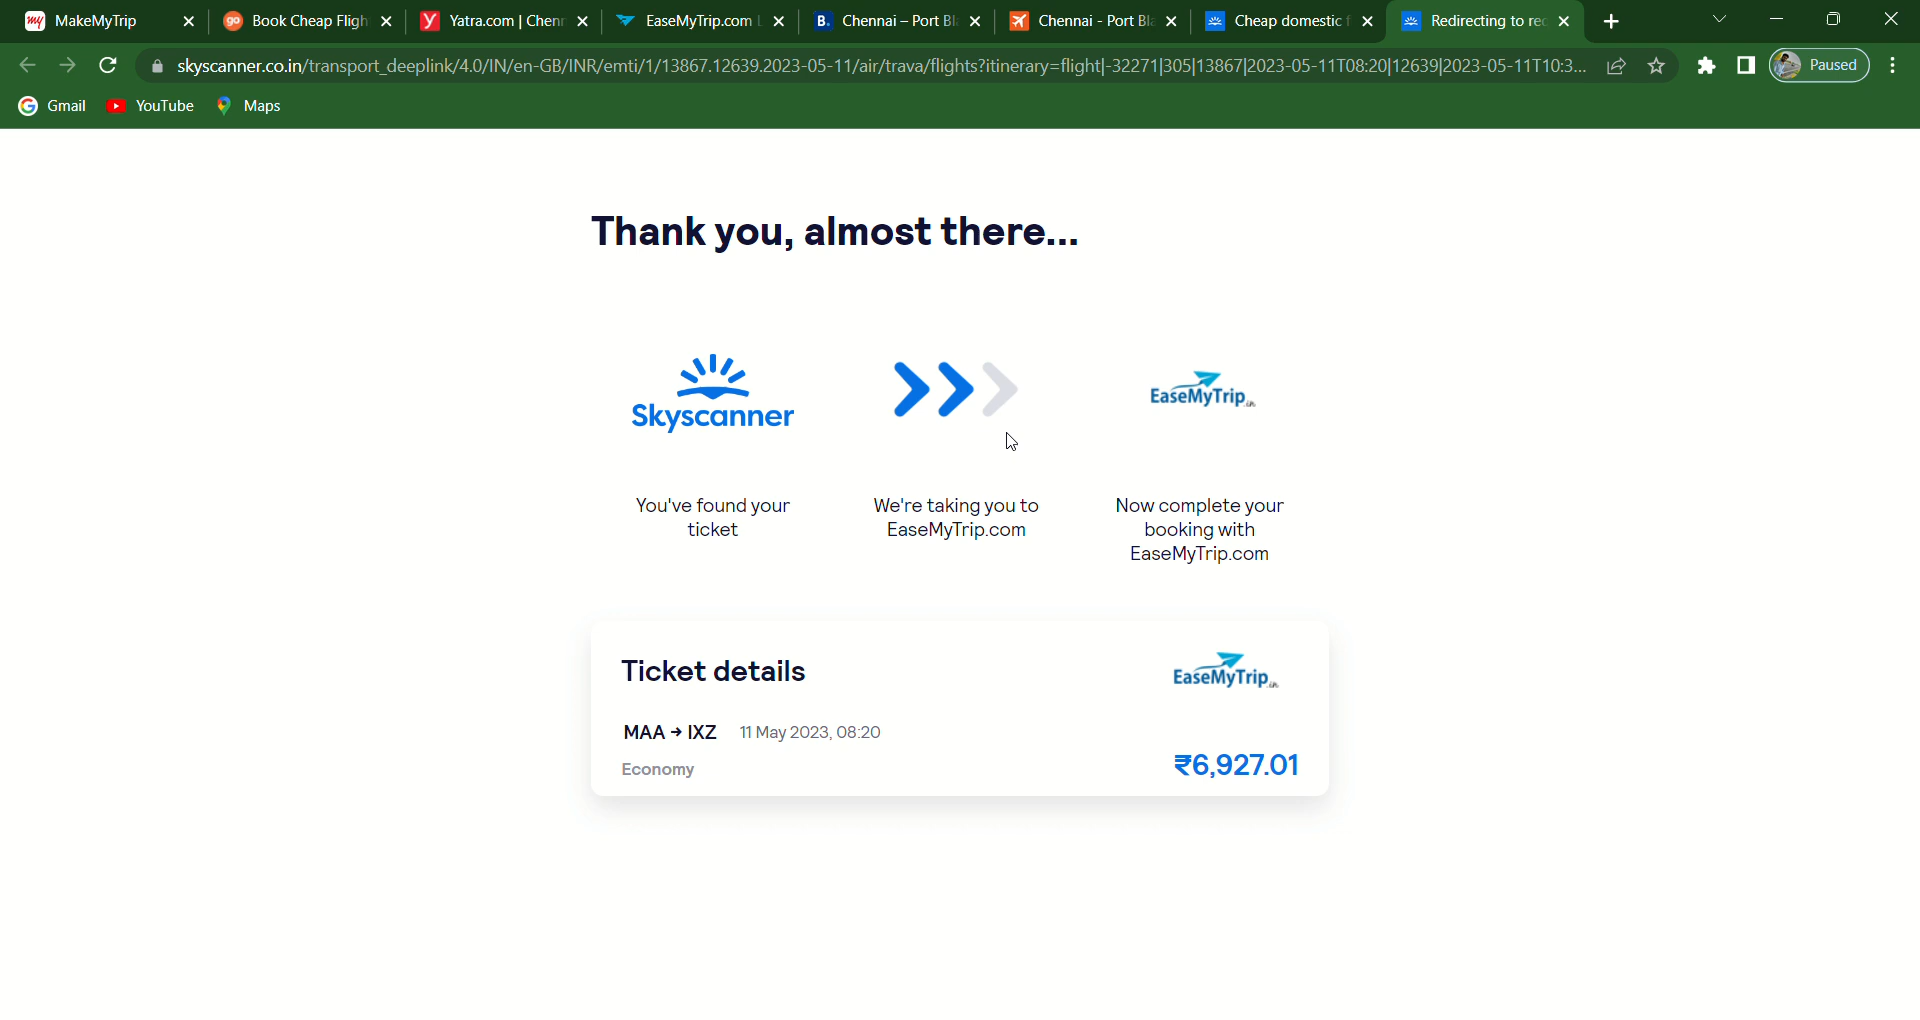 MakeMyTrip
Book Cheap Fligh
Yatra.com | Chenn
EaseMyTrip.com L
Chennai – Port Bl
Chennai - Port Bla
Cheap domestic f
Redirecting to rec
skyscanner.co.in/transport_deeplink/4.0/IN/en-GB/INR/emti/1/13867.12639.2023-05-11/air/trava/flights?itinerary=flight|-32271|305|13867|2023-05-11T08:20|12639|2023-05-11T10:3...
Paused
Gmail
YouTube
Maps
Thank you, almost there...
Skyscanner
EaseMyTrip.in
You've found your
ticket
We're taking you to
EaseMyTrip.com
Now complete your
booking with
EaseMyTrip.com
Ticket details
EaseMyTrip.in
MAA → IXZ 11 May 2023, 08:20
Economy
₹6,927.01